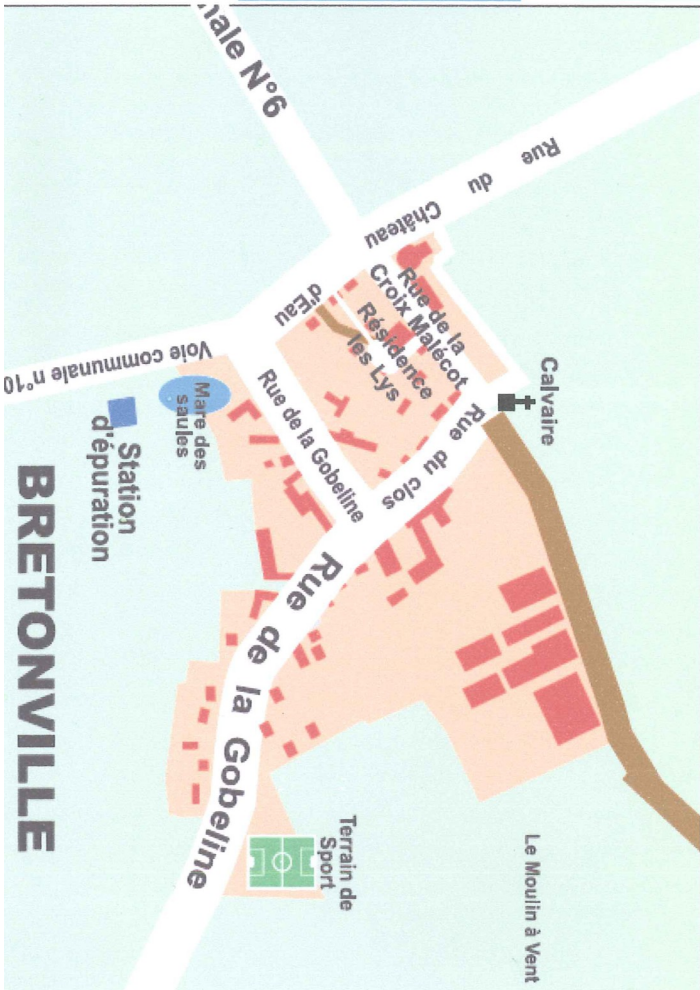 nale N°6
Rue du Château d'Eau
Rue de la
Croix Malécot
Résidence
les Lys
Calvaire
Voie communale n°10
Mare des
saules
Station
d'épuration
Rue de la Gobeline
Rue du clos
BRETONVILLE
Rue de la Gobeline
Terrain de
Sport
Le Moulin à Vent